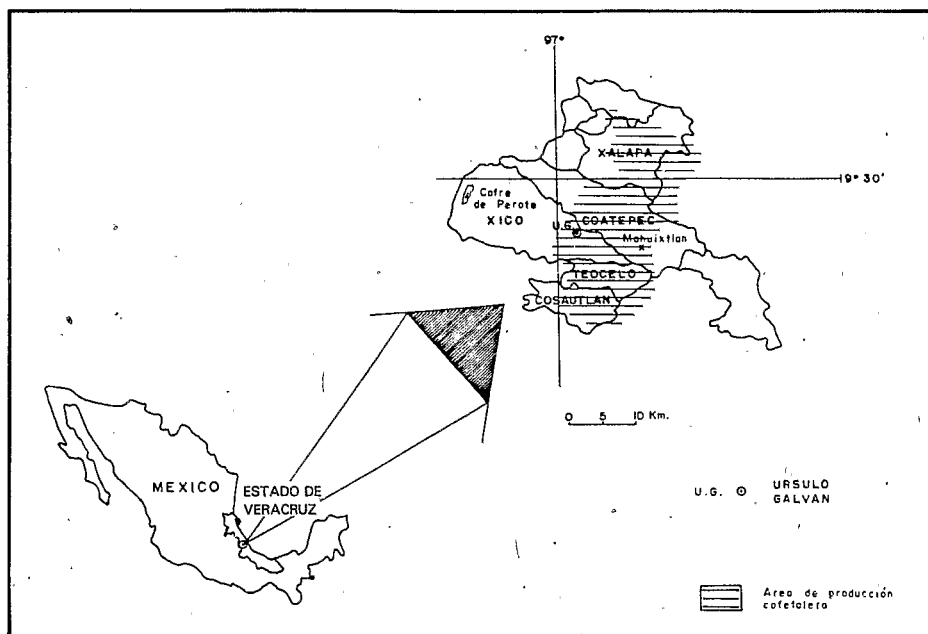 97°
XALAPA
9° 30'
Cofre
de Perote
XICO
COATEPEC
U.G.
Mahuixtlan
TEOCELO
COSAUTLAN
0 5 10 Km.
MEXICO
ESTADO DE
VERACRUZ
U.G. URSULO
GALVAN
Area de producción
cafetalera